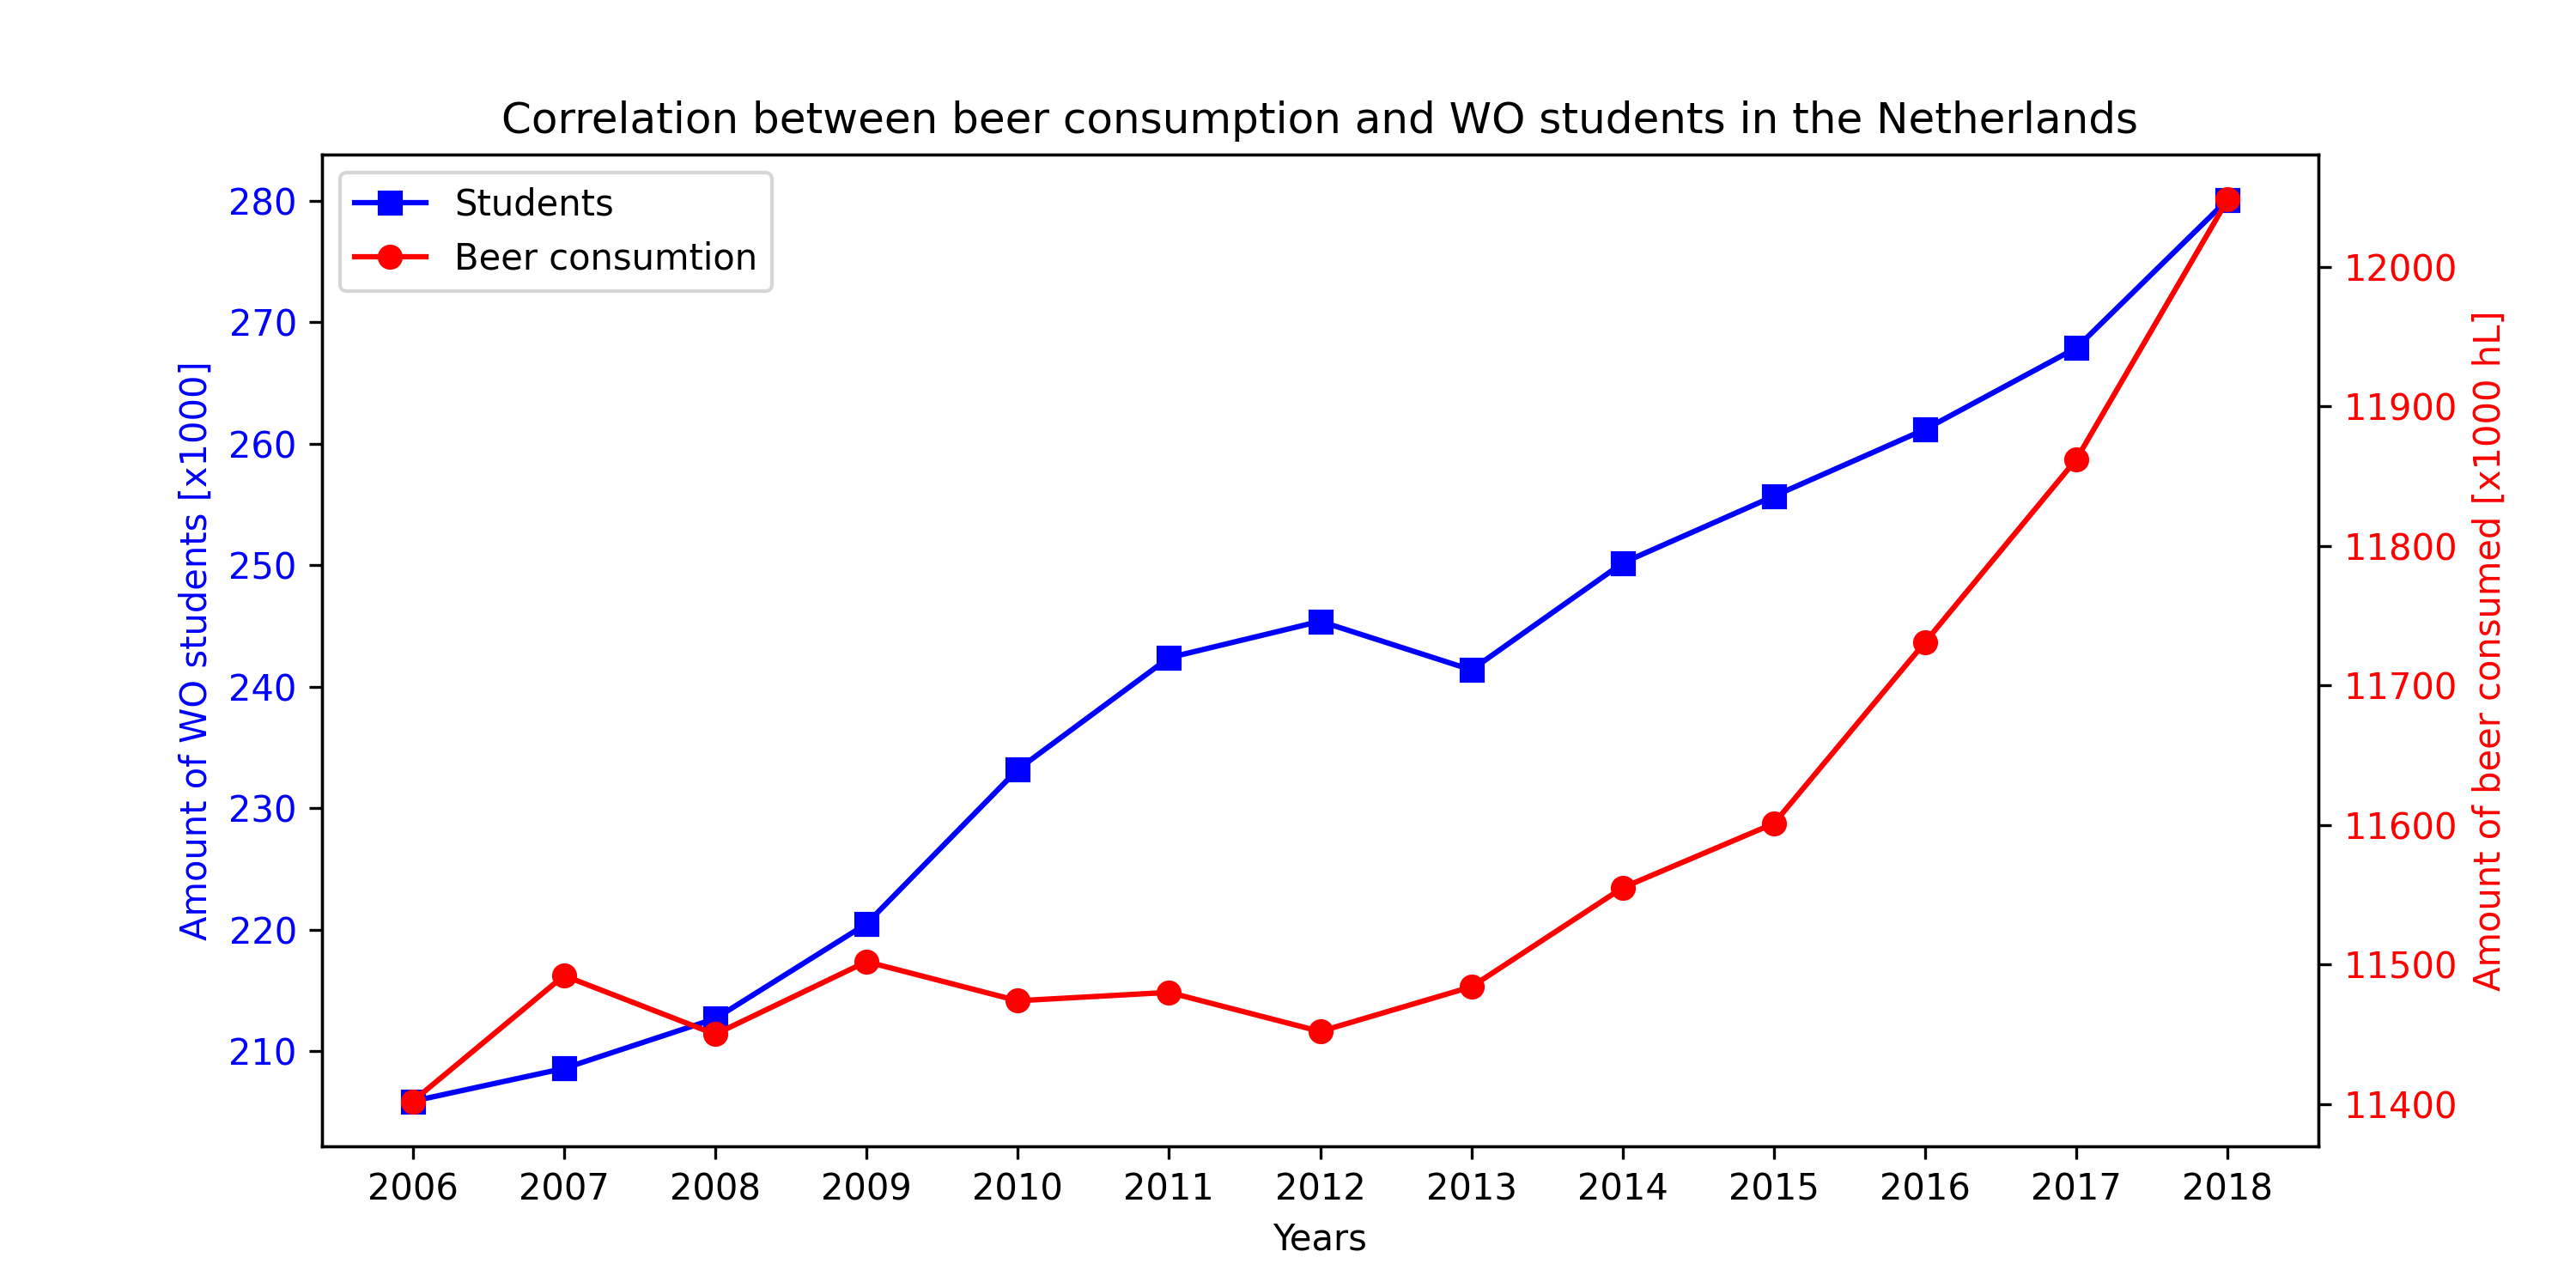 Correlation between beer consumption and WO students in the Netherlands
Students
Beer consumtion
280
270
260
250
240
230
220
210
Amount of WO students [x1000]
12000
11900
11800
11700
11600
11500
11400
Amount of beer consumed [x1000 hL]
2006 2007 2008 2009 2010 2011 2012 2013 2014 2015 2016 2017 2018
Years